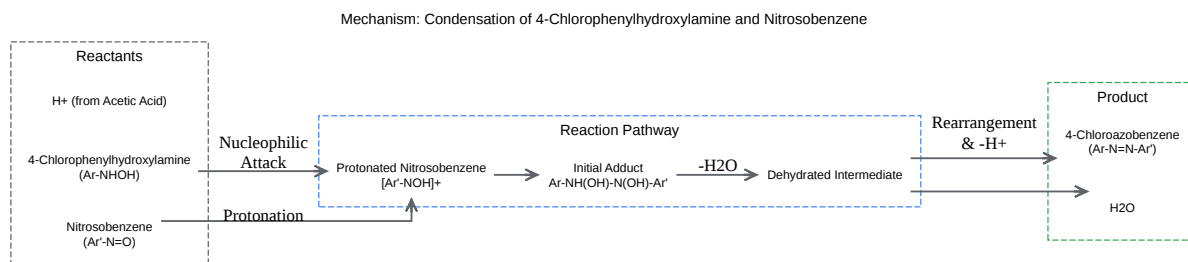 Mechanism: Condensation of 4-Chlorophenylhydroxylamine and Nitrosobenzene
Reactants
H+ (from Acetic Acid)
4-Chlorophenylhydroxylamine
(Ar-NHOH)
Nitrosobenzene
(Ar'-N=O)
Nucleophilic
Attack
Protonation
Reaction Pathway
Protonated Nitrosobenzene
[Ar'-NOH]+
Initial Adduct
Ar-NH(OH)-N(OH)-Ar'
-H2O
Dehydrated Intermediate
Rearrangement
& -H+
Product
4-Chloroazobenzene
(Ar-N=N-Ar')
H2O